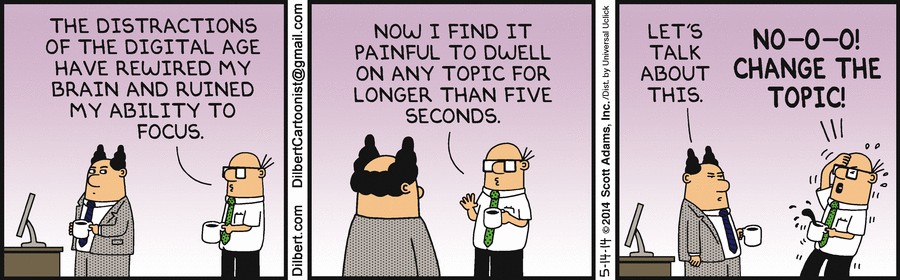 THE DISTRACTIONS
OF THE DIGITAL AGE
HAVE REWIRED MY
BRAIN AND RUINED
MY ABILITY TO
FOCUS.
Dilbert.com DilbertCartoonist@gmail.com
NOW I FIND IT
PAINFUL TO DWELL
ON ANY TOPIC FOR
LONGER THAN FIVE
SECONDS.
5-14-14 ©2014 Scott Adams, Inc. /Dist. by Universal Uclick
LET'S
TALK
ABOUT
THIS.
NO-O-O!
CHANGE THE
TOPIC!